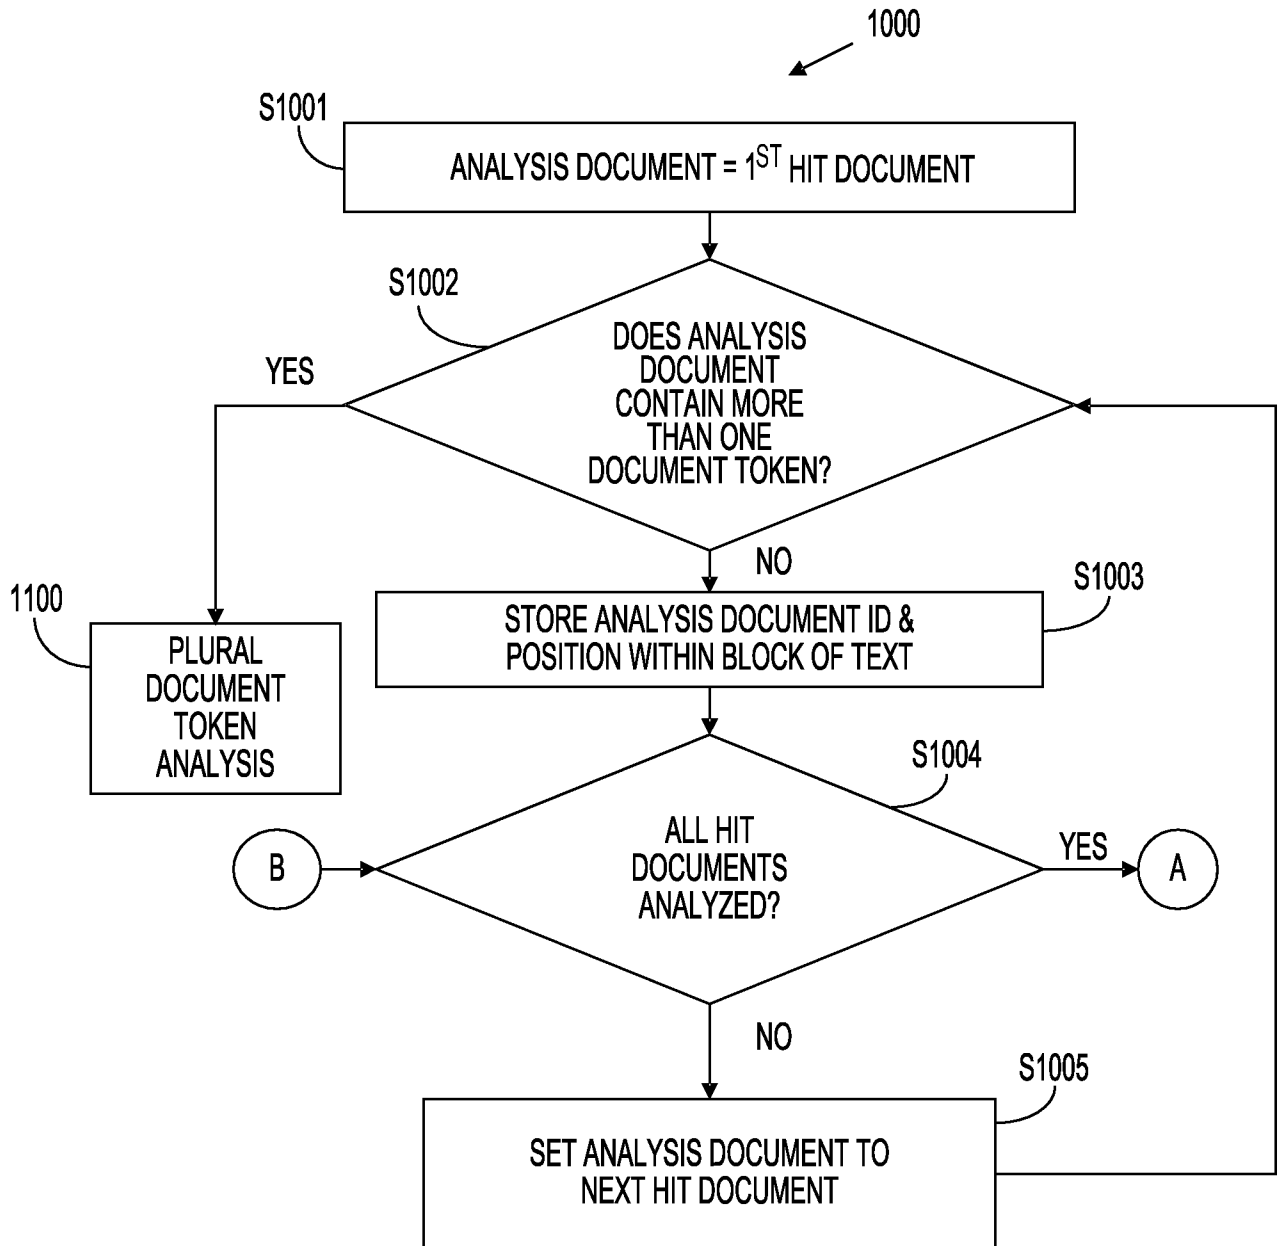 1000
S1001
ANALYSIS DOCUMENT = 1ST HIT DOCUMENT
S1002
DOES ANALYSIS
DOCUMENT
CONTAIN MORE
THAN ONE
DOCUMENT TOKEN?
YES
NO
S1003
STORE ANALYSIS DOCUMENT ID &
POSITION WITHIN BLOCK OF TEXT
1100
PLURAL
DOCUMENT
TOKEN
ANALYSIS
S1004
ALL HIT
DOCUMENTS
ANALYZED?
B
YES
A
NO
S1005
SET ANALYSIS DOCUMENT TO
NEXT HIT DOCUMENT